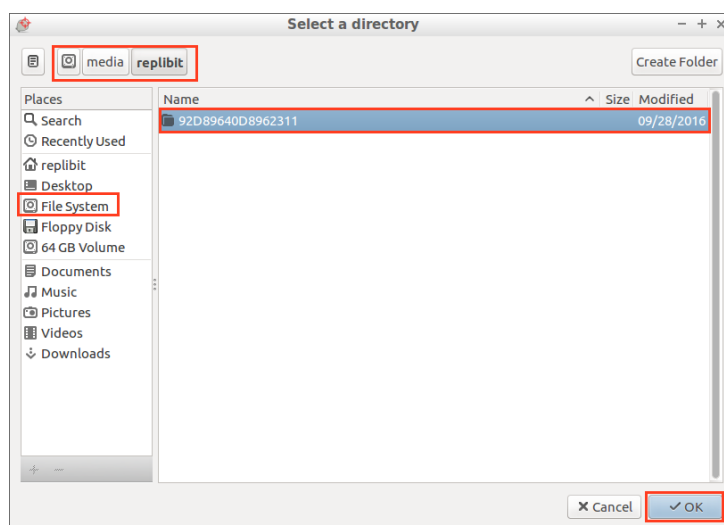 Select a directory
media replibit Create Folder
Places Name Size Modified
Search 92D89640D8962311 09/28/2016
Recently Used
replibit
Desktop
File System
Floppy Disk
64 GB Volume
Documents
Music
Pictures
Videos
Downloads
Cancel OK